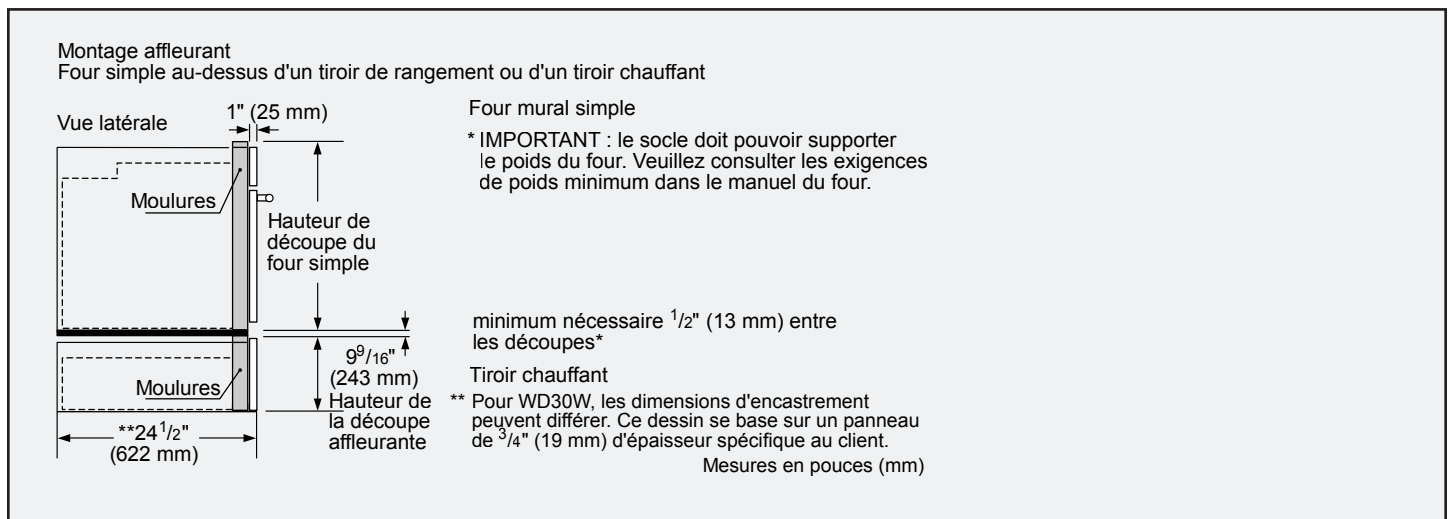 Montage affleurant
Four simple au-dessus d'un tiroir de rangement ou d'un tiroir chauffant
Vue latérale
1" (25 mm)
Moulures
Hauteur de
découpe du
four simple
Four mural simple
* IMPORTANT : le socle doit pouvoir supporter
le poids du four. Veuillez consulter les exigences
de poids minimum dans le manuel du four.
minimum nécessaire 1/2" (13 mm) entre
les découpes*
9 9/16"
(243 mm)
Hauteur de
la découpe
affleurante
Moulures
**24 1/2"
(622 mm)
Tiroir chauffant
** Pour WD30W, les dimensions d'encastrement
peuvent différer. Ce dessin se base sur un panneau
de 3/4" (19 mm) d'épaisseur spécifique au client.
Mesures en pouces (mm)